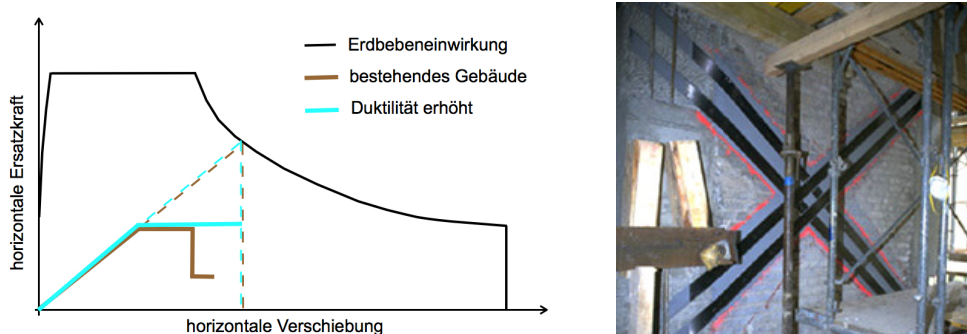 Erdbebeneinwirkung
bestehendes Gebäude
Duktilität erhöht
horizontale Ersatzkraft
horizontale Verschiebung